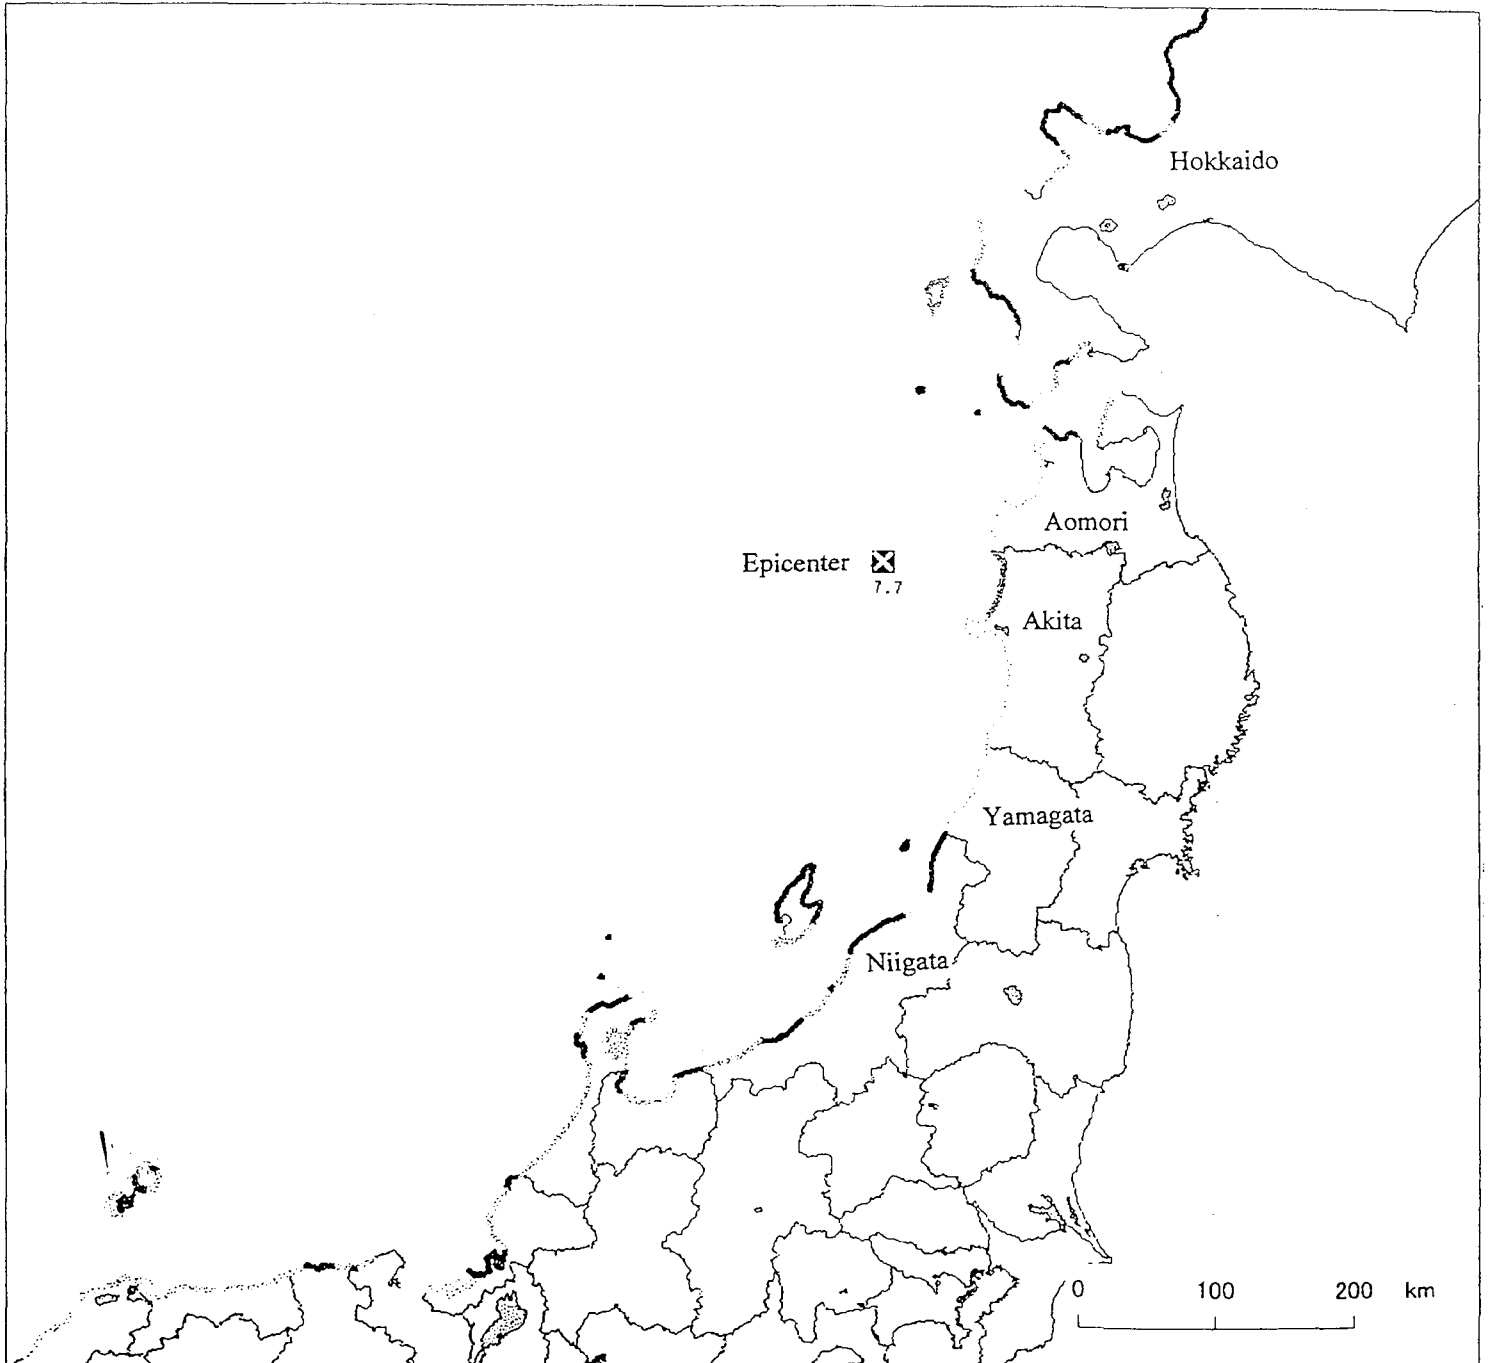 Hokkaido
Aomori
Epicenter
7.7
Akita
Yamagata
Niigata
0 100 200 km